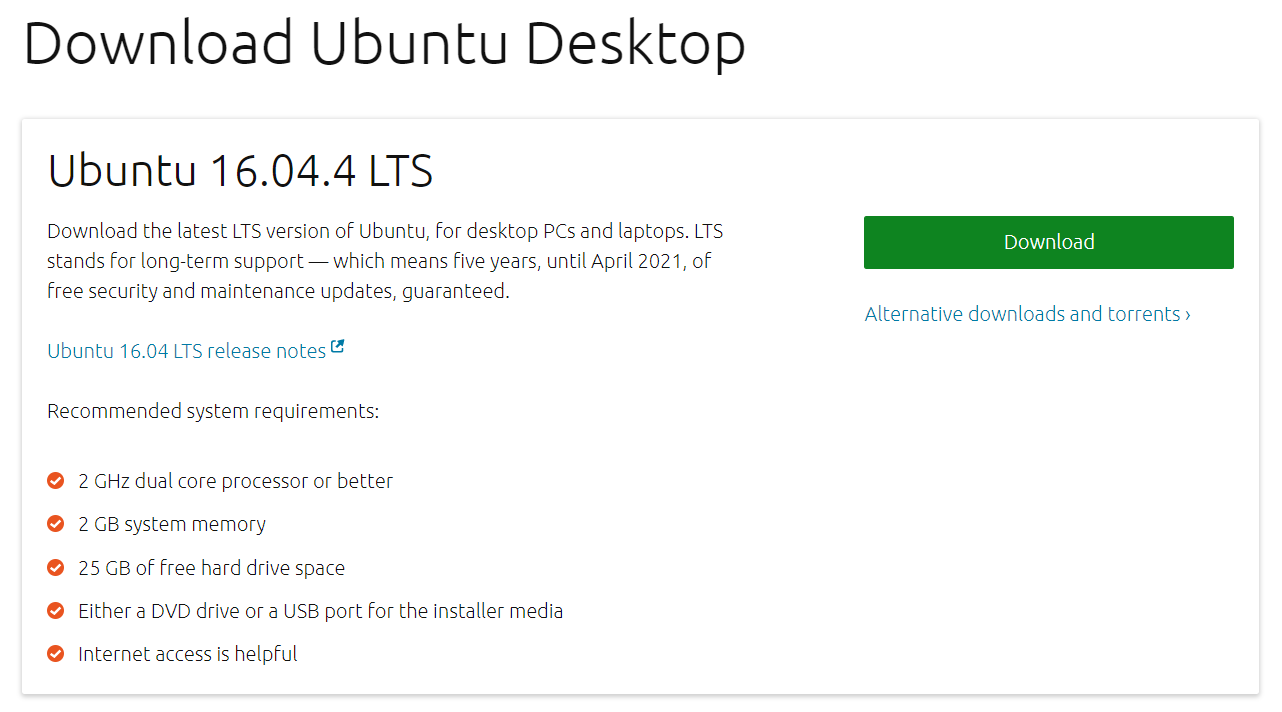 Download Ubuntu Desktop
Ubuntu 16.04.4 LTS
Download the latest LTS version of Ubuntu, for desktop PCs and laptops. LTS
stands for long-term support — which means five years, until April 2021, of
free security and maintenance updates, guaranteed.
Ubuntu 16.04 LTS release notes
Recommended system requirements:
2 GHz dual core processor or better
2 GB system memory
25 GB of free hard drive space
Either a DVD drive or a USB port for the installer media
Internet access is helpful
Download
Alternative downloads and torrents ›